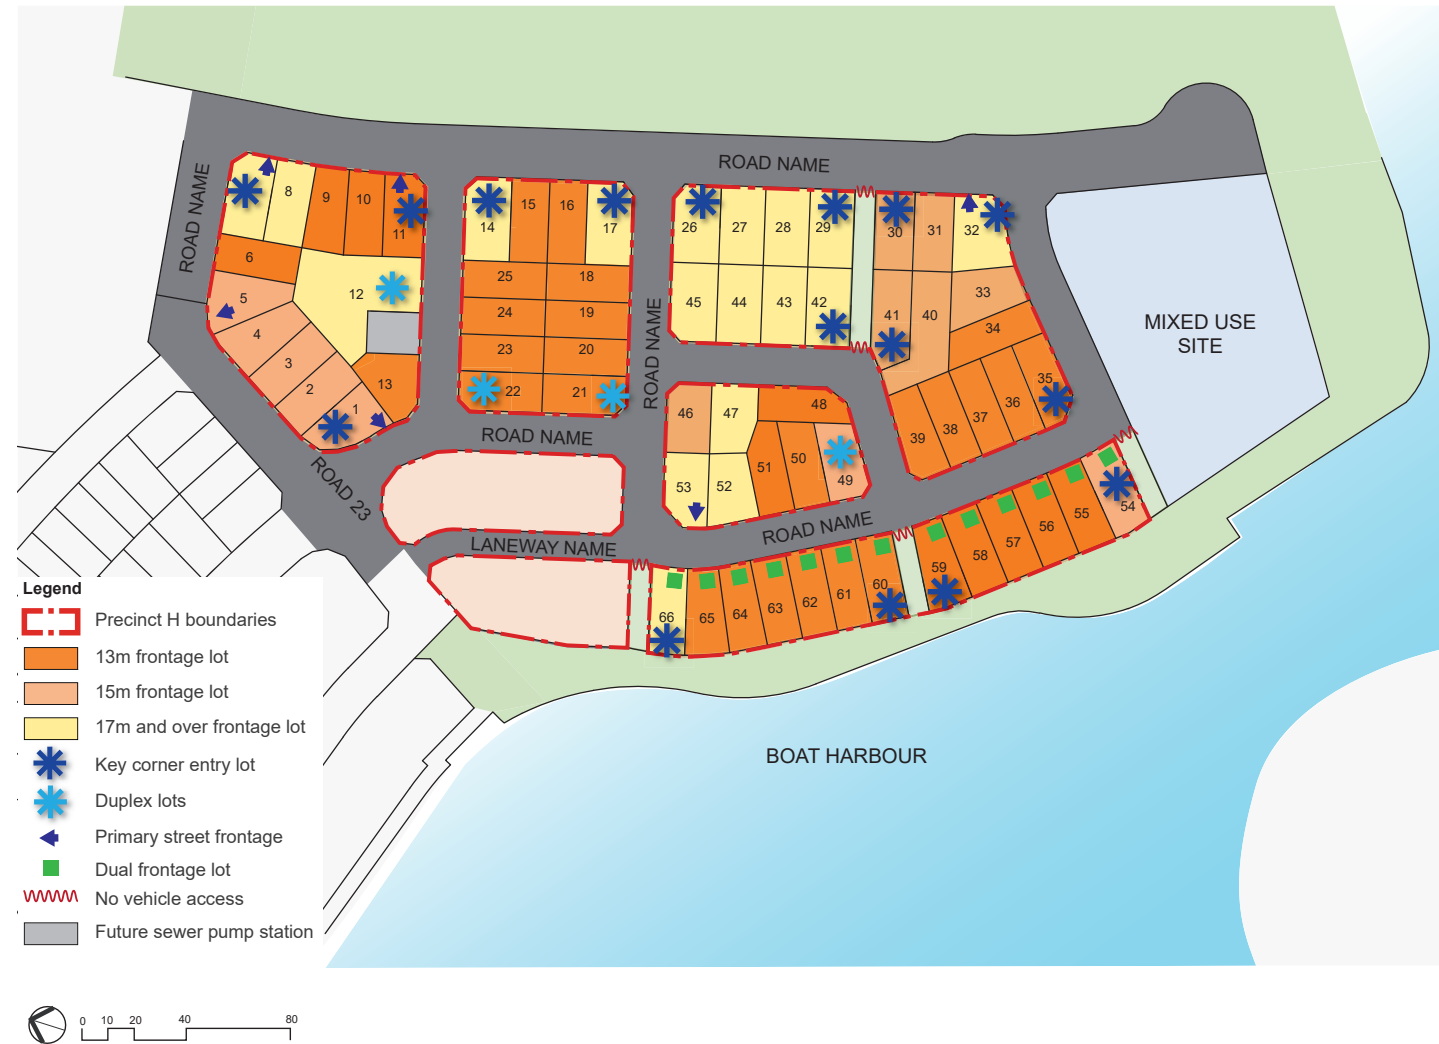 ROAD NAME
ROAD NAME
8
9
10
11
6
5
12
4
3
2
1
13
14
15
16
17
25
18
24
19
23
20
22
21
ROAD NAME
26
27
28
29
45
44
43
42
30
31
32
33
41
40
34
35
36
37
38
39
MIXED USE
SITE
46
47
48
53
52
51
50
49
ROAD NAME
ROAD 23
ROAD NAME
LANEWAY NAME
66
65
64
63
62
61
60
59
58
57
56
55
54
BOAT HARBOUR
Legend
Precinct H boundaries
13m frontage lot
15m frontage lot
17m and over frontage lot
Key corner entry lot
Duplex lots
Primary street frontage
Dual frontage lot
No vehicle access
Future sewer pump station
0 10 20 40 80